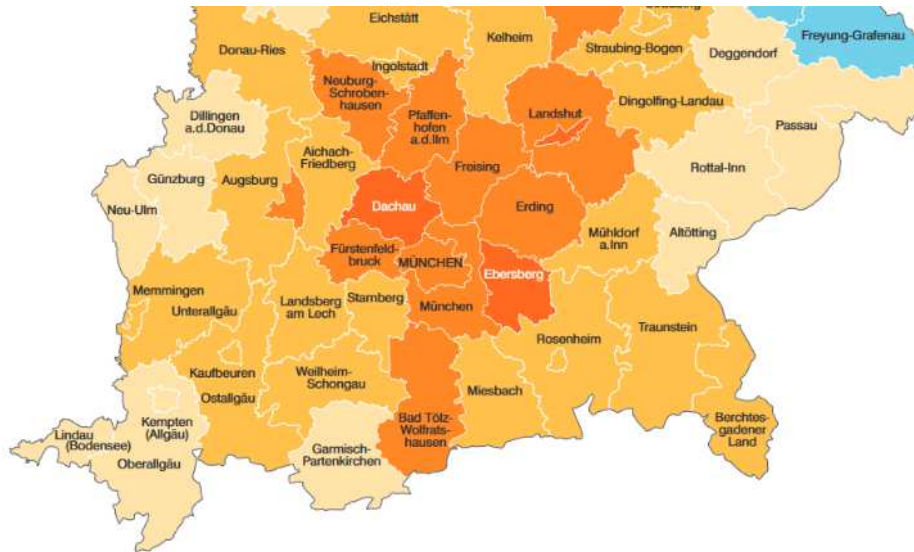 Eichstätt
Straubing
Freyung-Grafenau
Kelheim
Donau-Ries
Straubing-Bogen
Deggendorf
Ingolstadt
Neuburg-
Schroben-
hausen
Dingolfing-Landau
Dillingen
a.d.Donau
Pfaffen-
hofen
a.d.Ilm
Landshut
Passau
Aichach-
Friedberg
Freising
Rottal-Inn
Günzburg
Augsburg
Neu-Ulm
Dachau
Erding
Mühldorf
a.Inn
Altötting
Fürstenfeld-
bruck
MÜNCHEN
Ebersberg
Memmingen
Unterallgäu
Landsberg
am Lech
Starnberg
München
Traunstein
Rosenheim
Kaufbeuren
Ostallgäu
Weilheim-
Schongau
Miesbach
Kempten
(Allgäu)
Lindau
(Bodensee)
Oberallgäu
Garmisch-
Partenkirchen
Bad Tölz-
Wolfrats-
hausen
Berchtes-
gadener
Land